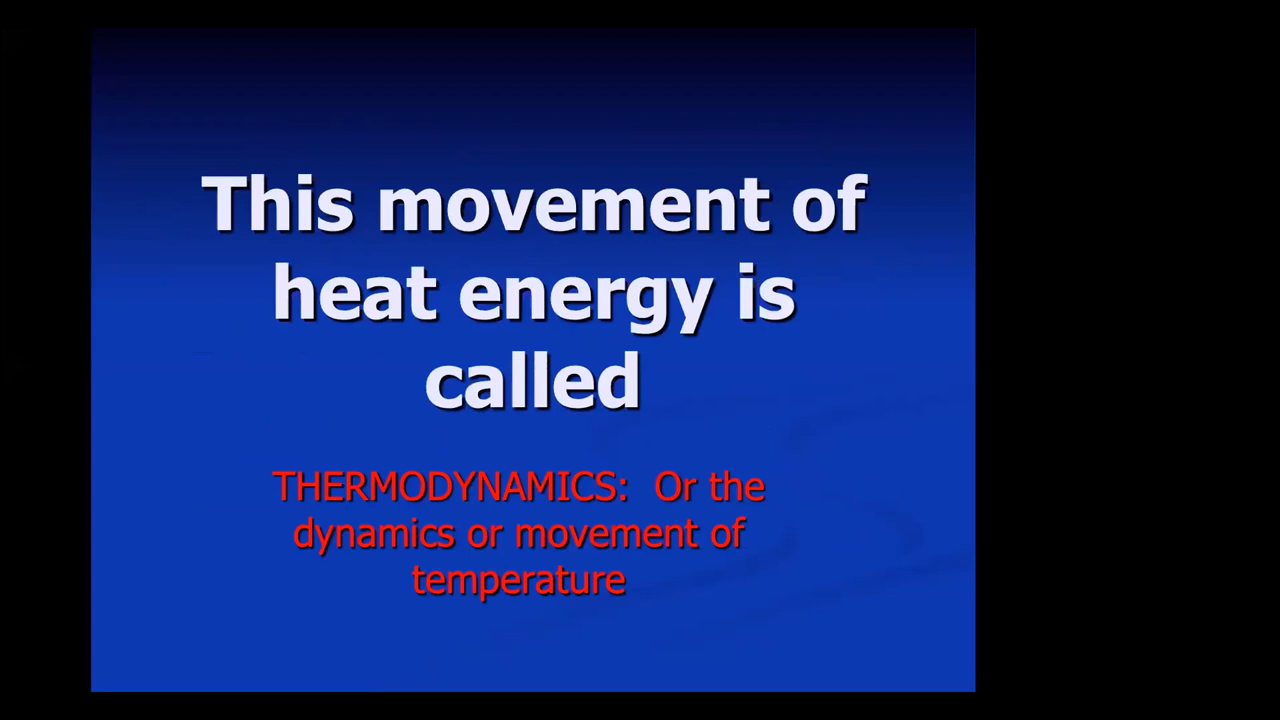 This movement of
heat energy is
called
THERMODYNAMICS:  Or the
dynamics or movement of
temperature